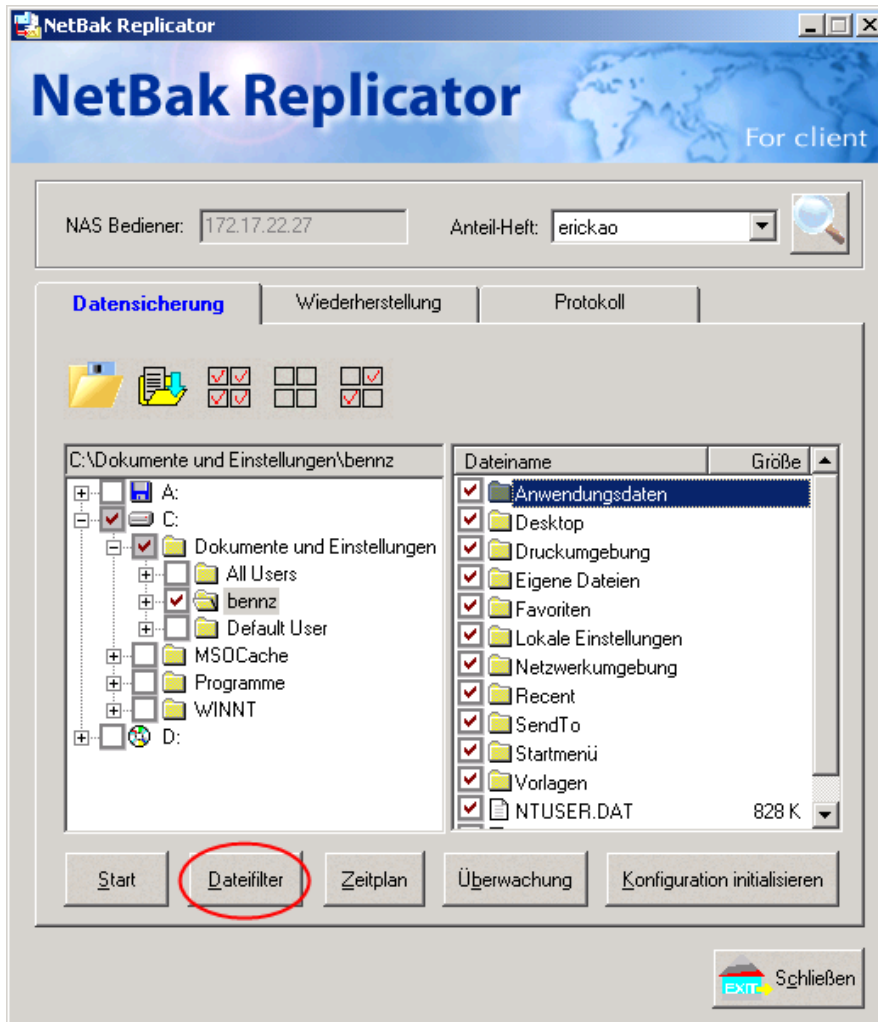 NetBak Replicator
NetBak Replicator
For client
NAS Bediener: 172.17.22.27 Anteil-Heft: erickao
Datensicherung Wiederherstellung Protokoll
C:\Dokumente und Einstellungen\bennz
A:
C:
Dokumente und Einstellungen
All Users
bennz
Default User
MSOCache
Programme
WINNT
D:
Dateiname Größe
Anwendungsdaten
Desktop
Druckumgebung
Eigene Dateien
Favoriten
Lokale Einstellungen
Netzwerkumgebung
Recent
SendTo
Startmenü
Vorlagen
NTUSER.DAT 828 K
Start Dateifilter Zeitplan Überwachung Konfiguration initialisieren
EXIT Schließen